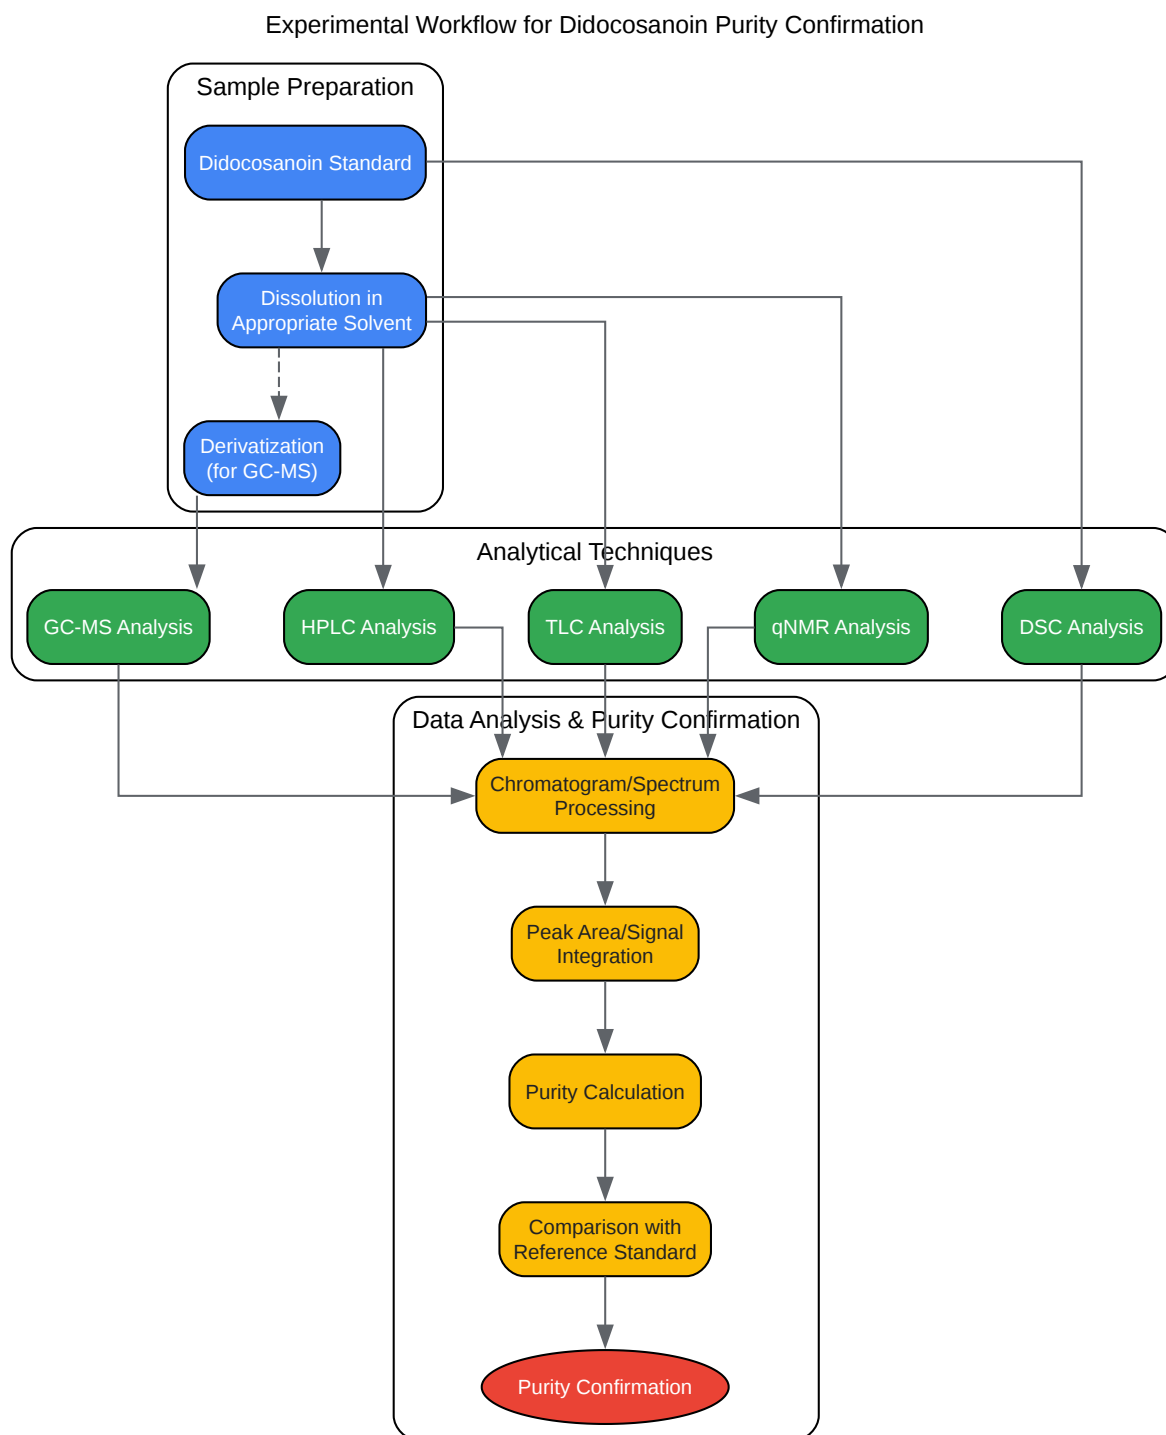 Experimental Workflow for Didocosanoin Purity Confirmation
Sample Preparation
Didocosanoin Standard
Dissolution in
Appropriate Solvent
Derivatization
(for GC-MS)
Analytical Techniques
GC-MS Analysis
HPLC Analysis
TLC Analysis
qNMR Analysis
DSC Analysis
Data Analysis & Purity Confirmation
Chromatogram/Spectrum
Processing
Peak Area/Signal
Integration
Purity Calculation
Comparison with
Reference Standard
Purity Confirmation